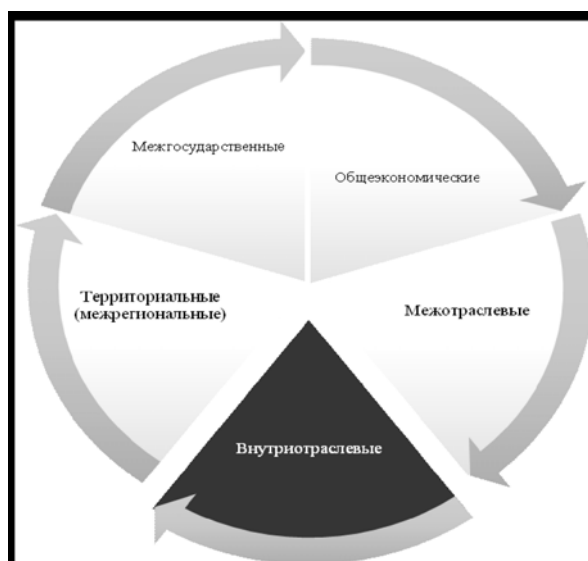 Межгосударственные
Общеэкономические
Территориальные
(межрегиональные)
Межотраслевые
Внутриотраслевые